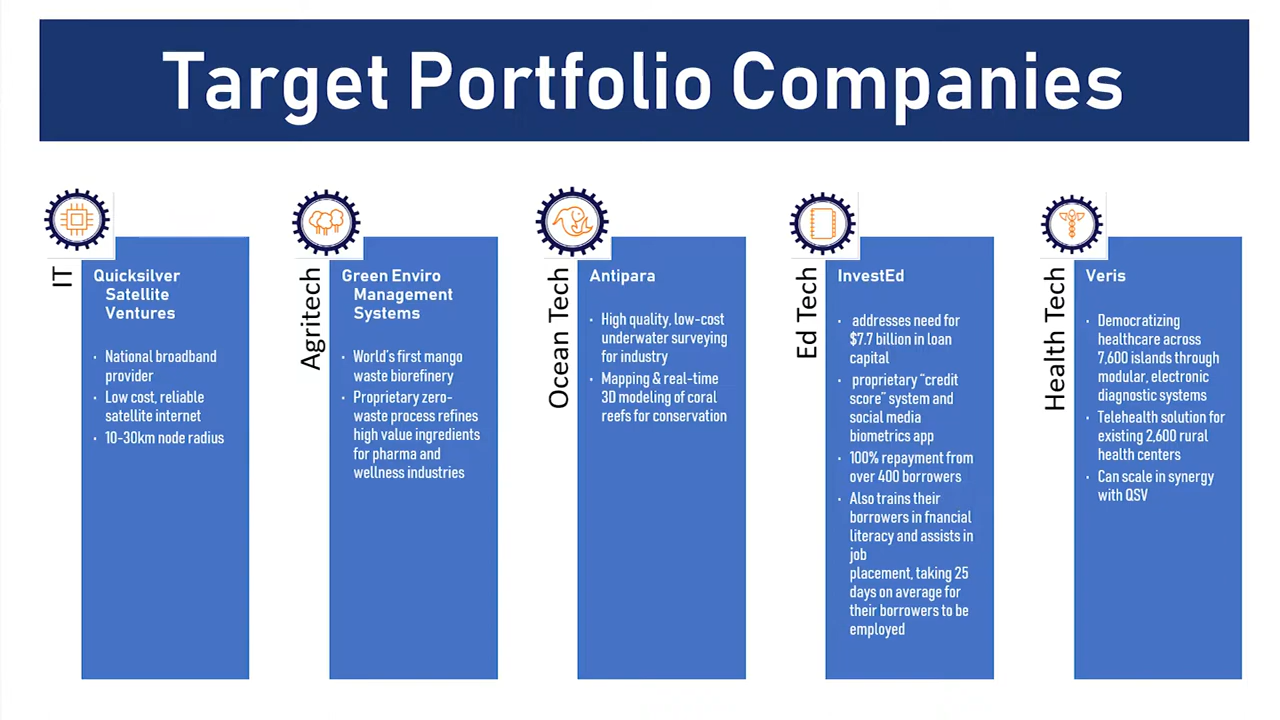 Target Portfolio Companies
IT
Quicksilver
Satellite
Ventures
• National broadband
provider
• Low cost, reliable
satellite internet
• 10-30km node radius
Agritech
Green Enviro
Management
Systems
• World's first mango
waste biorefinery
• Proprietary zero-
waste process refines
high value ingredients
for pharma and
wellness industries
Ocean Tech
Antipara
• High quality, low-cost
underwater surveying
for industry
• Mapping & real-time
3D modeling of coral
reefs for conservation
Ed Tech
InvestEd
• addresses need for
$7.7 billion in loan
capital
• proprietary “credit
score” system and
social media
biometrics app
• 100% repayment from
over 400 borrowers
• Also trains their
borrowers in fnancial
literacy and assists in
job
placement, taking 25
days on average for
their borrowers to be
employed
Health Tech
Veris
• Democratizing
healthcare across
7,600 islands through
modular, electronic
diagnostic systems
• Telehealth solution for
existing 2,600 rural
health centers
• Can scale in synergy
with QSV